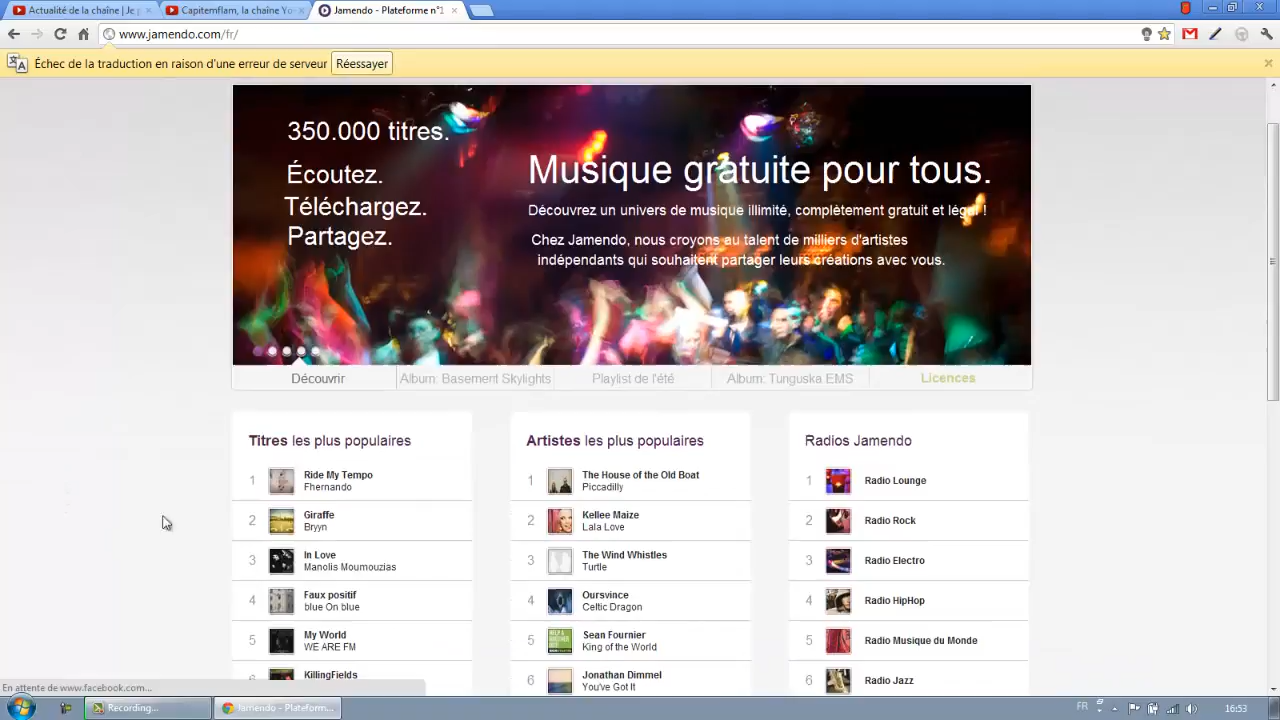 Actualité de la chaîne | Je
Capitemflam, la chaîne Yo
Jamendo - Plateforme n°1
www.jamendo.com/fr/
Échec de la traduction en raison d'une erreur de serveur
Réessayer
350.000 titres.
Écoutez.
Téléchargez.
Partagez.
Musique gratuite pour tous.
Découvrez un univers de musique illimité, complètement gratuit et légal !
Chez Jamendo, nous croyons au talent de milliers d'artistes
indépendants qui souhaitent partager leurs créations avec vous.
Découvrir
Album: Basement Skylights
Playlist de l'été
Album: Tunguska EMS
Licences
Titres les plus populaires
1
Ride My Tempo
Fhernando
2
Giraffe
Bryyn
3
In Love
Manolis Moumouzias
4
Faux positif
blue On blue
5
My World
WE ARE FM
6
KillingFields
Artistes les plus populaires
1
The House of the Old Boat
Piccadilly
2
Kellee Maize
Lala Love
3
The Wind Whistles
Turtle
4
Oursvince
Celtic Dragon
5
Sean Fournier
King of the World
6
Jonathan Dimmel
You've Got It
Radios Jamendo
1
Radio Lounge
2
Radio Rock
3
Radio Electro
4
Radio HipHop
5
Radio Musique du Monde
6
Radio Jazz
En attente de www.facebook.com...
Recording...
Jamendo - Plateform...
FR
16:53